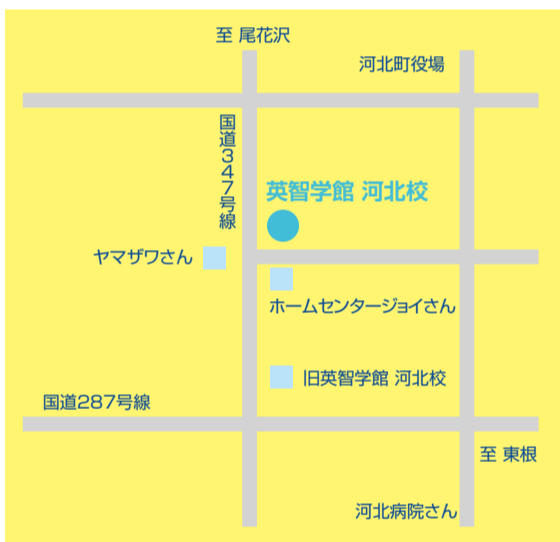 至 尾花沢
河北町役場
国道347号線
英智学館 河北校
ヤマザワさん
ホームセンタージョイさん
旧英智学館 河北校
国道287号線
至 東根
河北病院さん